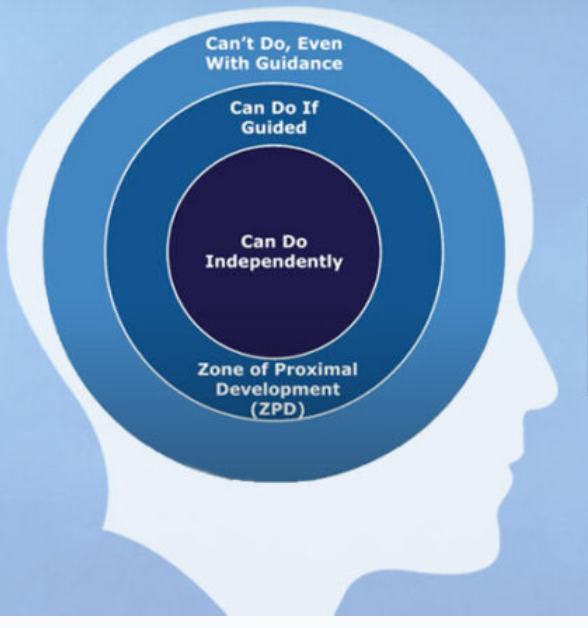 Can't Do, Even
With Guidance
Can Do If
Guided
Can Do
Independently
Zone of Proximal
Development
(ZPD)